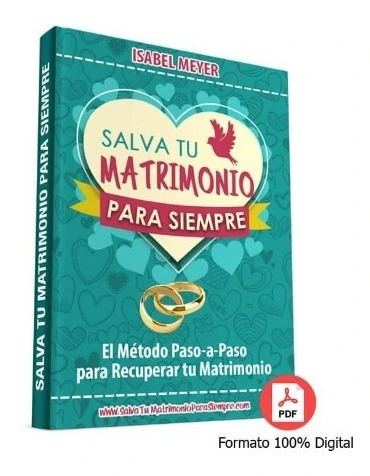 ISABEL MEYER
SALVA TU
MATRIMONIO
PARA SIEMPRE
El Método Paso-a-Paso
para Recuperar tu Matrimonio
www.SalvaTuMatrimonioParaSiempre.com
SALVA TU MATRIMONIO PARA SIEMPRE
PDF
Formato 100% Digital